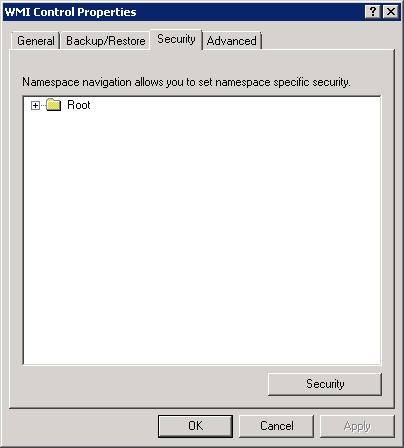 WMI Control Properties
General Backup/Restore Security Advanced
Namespace navigation allows you to set namespace specific security.
Root
Security
OK Cancel Apply